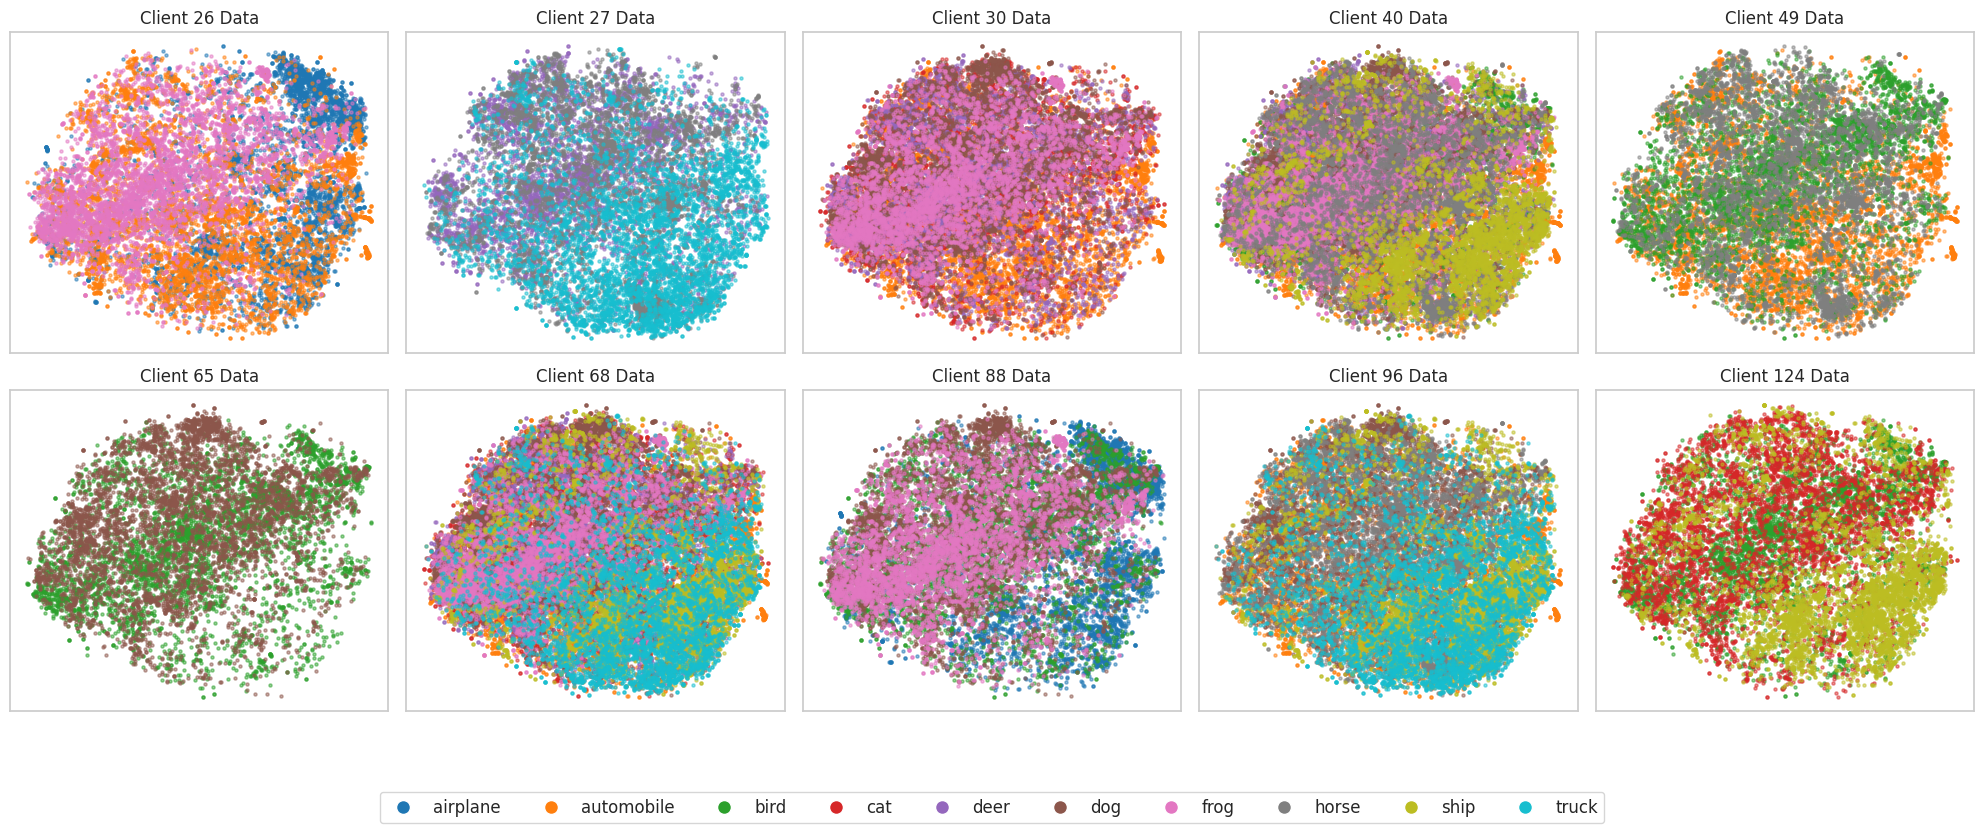 Client 26 Data
Client 27 Data
Client 30 Data
Client 40 Data
Client 49 Data
Client 65 Data
Client 68 Data
Client 88 Data
Client 96 Data
Client 124 Data
airplane automobile bird cat deer dog frog horse ship truck